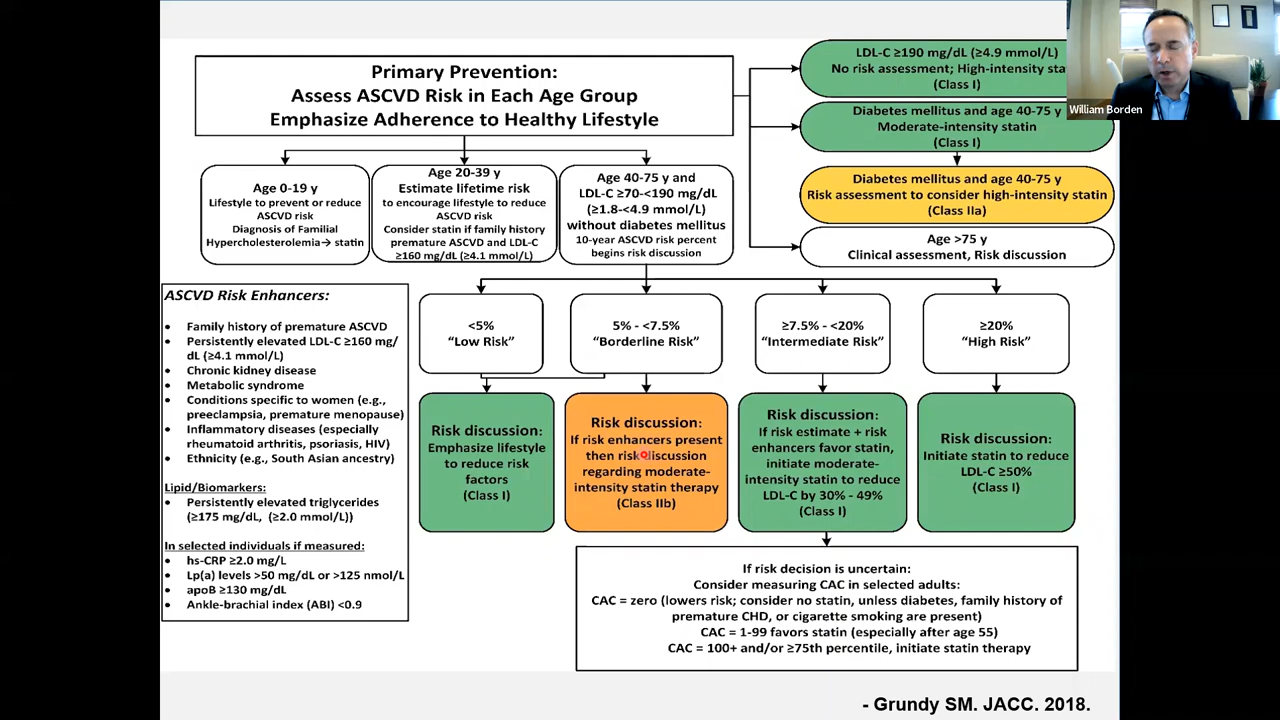 Primary Prevention:
Assess ASCVD Risk in Each Age Group
Emphasize Adherence to Healthy Lifestyle
LDL-C ≥190 mg/dL (≥4.9 mmol/L)
No risk assessment; High-intensity
(Class I)
William Borden
Diabetes mellitus and age 40-75 y
Moderate-intensity statin
(Class I)
Diabetes mellitus and age 40-75 y
Risk assessment to consider high-intensity statin
(Class IIa)
Age >75 y
Clinical assessment, Risk discussion
Age 0-19 y
Lifestyle to prevent or reduce
ASCVD risk
Diagnosis of Familial
Hypercholesterolemia→ statin
Age 20-39 y
Estimate lifetime risk
to encourage lifestyle to reduce
ASCVD risk
Consider statin if family history
premature ASCVD and LDL-C
≥160 mg/dL (≥4.1 mmol/L)
Age 40-75 y and
LDL-C ≥70-<190 mg/dL
(≥1.8-<4.9 mmol/L)
without diabetes mellitus
10-year ASCVD risk percent
begins risk discussion
ASCVD Risk Enhancers:
• Family history of premature ASCVD
• Persistently elevated LDL-C ≥160 mg/
dL (≥4.1 mmol/L)
• Chronic kidney disease
• Metabolic syndrome
• Conditions specific to women (e.g.,
preeclampsia, premature menopause)
• Inflammatory diseases (especially
rheumatoid arthritis, psoriasis, HIV)
• Ethnicity (e.g., South Asian ancestry)
Lipid/Biomarkers:
• Persistently elevated triglycerides
(≥175 mg/dL, (≥2.0 mmol/L))
In selected individuals if measured:
• hs-CRP ≥2.0 mg/L
• Lp(a) levels >50 mg/dL or >125 nmol/L
• apoB ≥130 mg/dL
• Ankle-brachial index (ABI) <0.9
<5%
"Low Risk"
5% - <7.5%
"Borderline Risk"
≥7.5% - <20%
"Intermediate Risk"
≥20%
"High Risk"
Risk discussion:
Emphasize lifestyle
to reduce risk
factors
(Class I)
Risk discussion:
If risk enhancers present
then risk discussion
regarding moderate-
intensity statin therapy
(Class IIb)
Risk discussion:
If risk estimate + risk
enhancers favor statin,
initiate moderate-
intensity statin to reduce
LDL-C by 30% - 49%
(Class I)
Risk discussion:
Initiate statin to reduce
LDL-C ≥50%
(Class I)
If risk decision is uncertain:
Consider measuring CAC in selected adults:
CAC = zero (lowers risk; consider no statin, unless diabetes, family history of
premature CHD, or cigarette smoking are present)
CAC = 1-99 favors statin (especially after age 55)
CAC = 100+ and/or ≥75th percentile, initiate statin therapy
- Grundy SM. JACC. 2018.